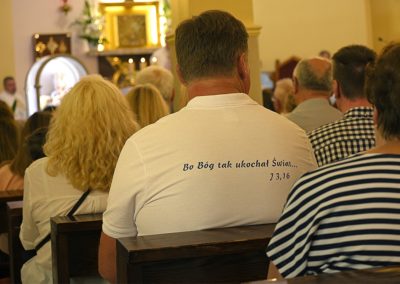 Bo Bóg tak ukochał Świat...
J 3,16